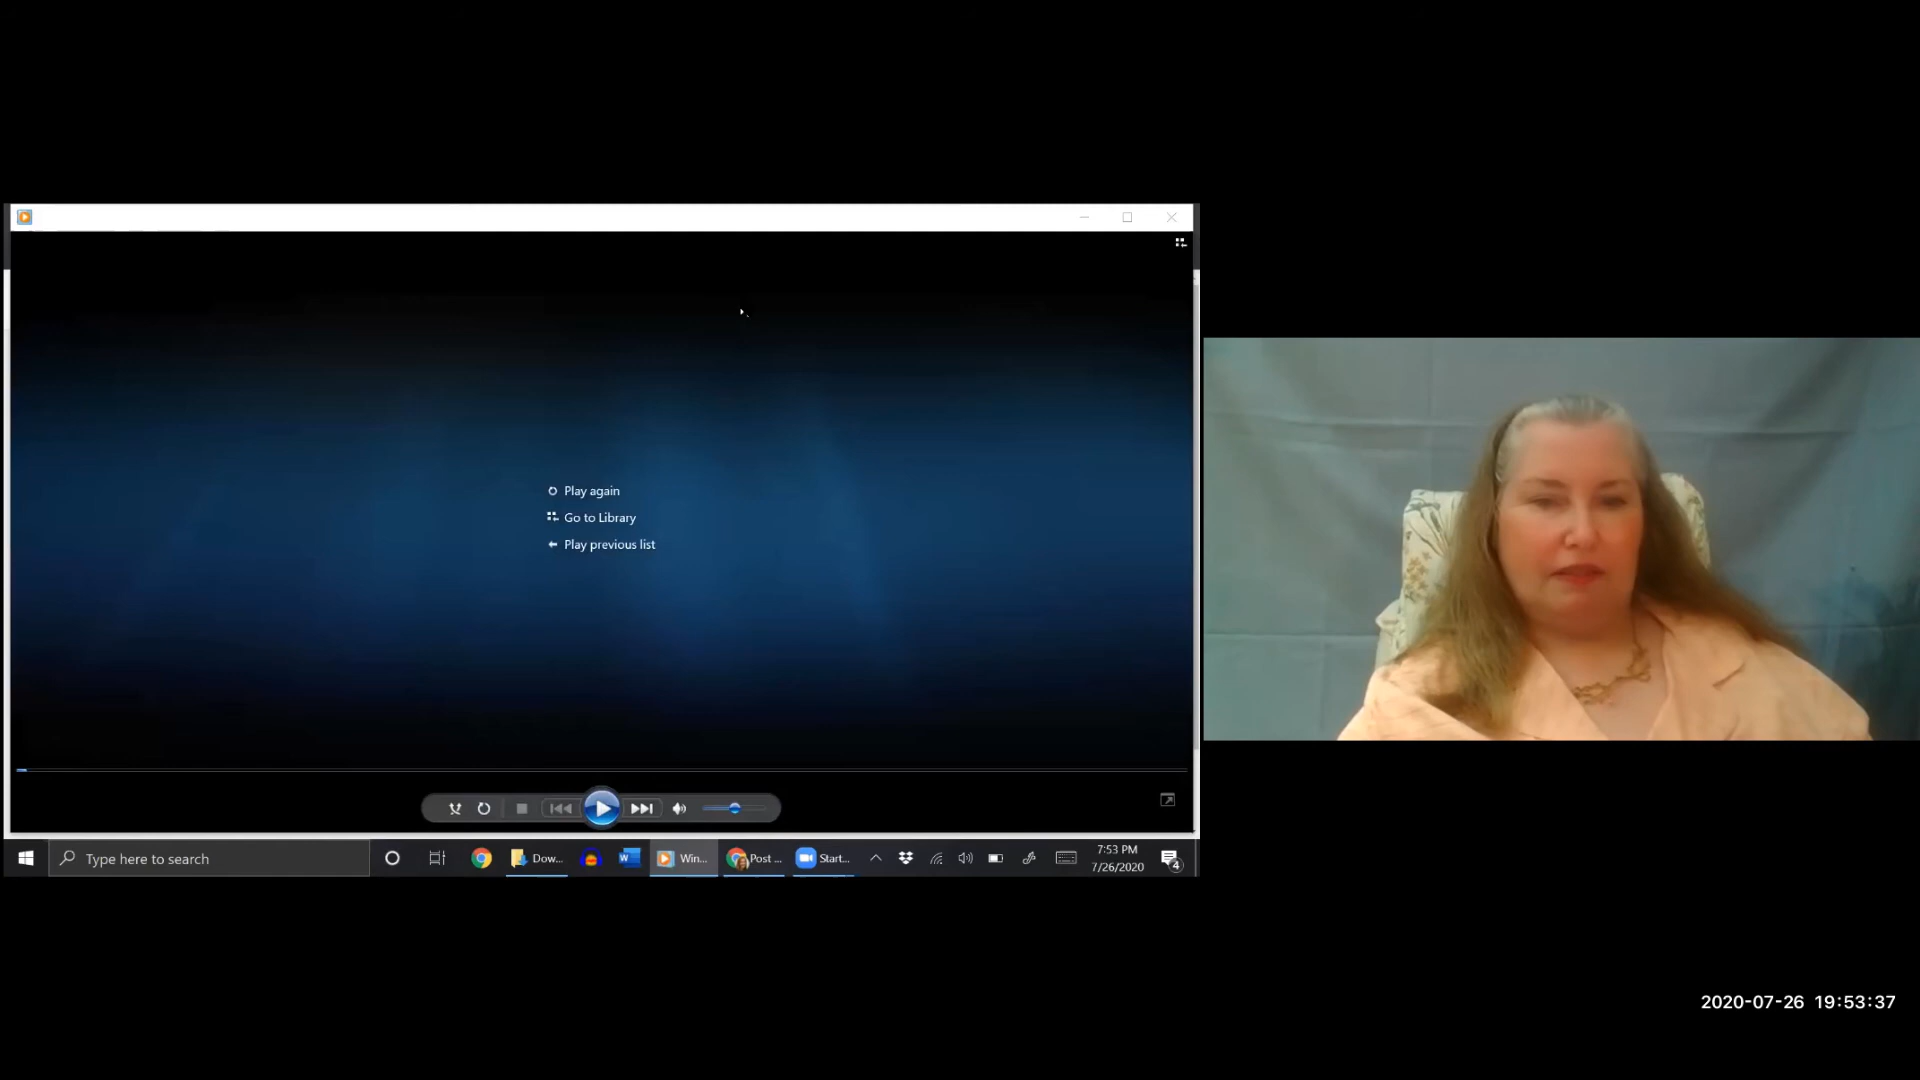 Play again
Go to Library
Play previous list
Type here to search
Dow...
Win...
Post ...
Start...
7:53 PM
7/26/2020
4
2020-07-26 19:53:37